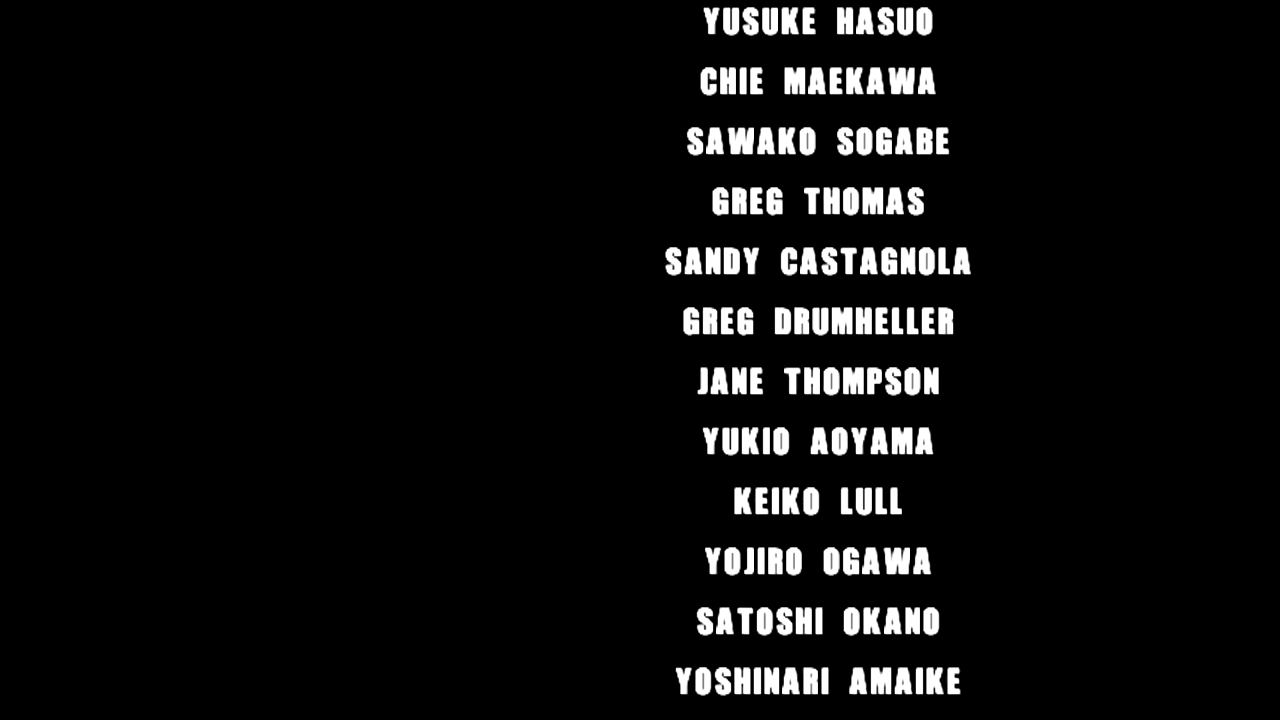 YUSUKE HASUO
CHIE MAEKAWA
SAWAKO SOGABE
GREG THOMAS
SANDY CASTAGNOLA
GREG DRUMHELLER
JANE THOMPSON
YUKIO AOYAMA
KEIKO LULL
YOJIRO OGAWA
SATOSHI OKANO
YOSHINARI AMAIKE